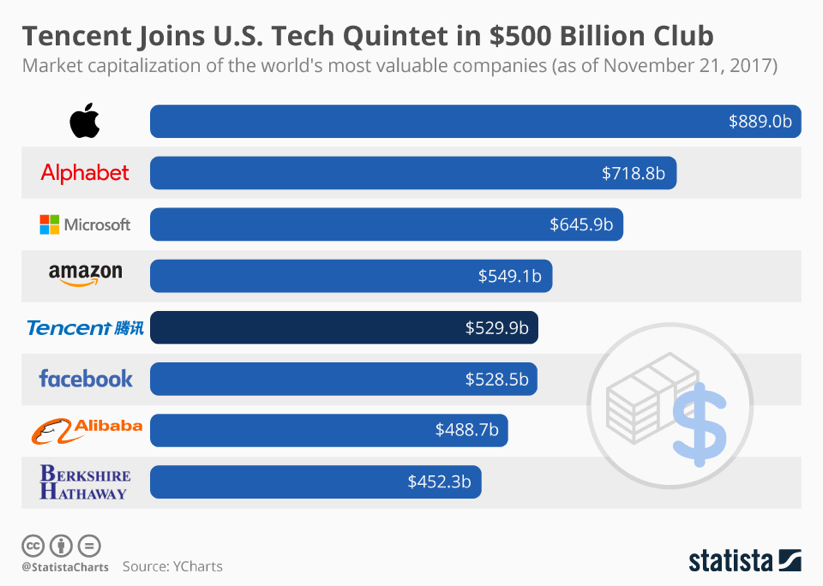 Tencent Joins U.S. Tech Quintet in $500 Billion Club
Market capitalization of the world's most valuable companies (as of November 21, 2017)
$889.0b
Alphabet $718.8b
Microsoft $645.9b
amazon $549.1b
Tencent 腾讯 $529.9b
facebook $528.5b
Alibaba $488.7b
BERKSHIRE
HATHAWAY $452.3b
$
cc
@StatistaCharts Source: YCharts
statista